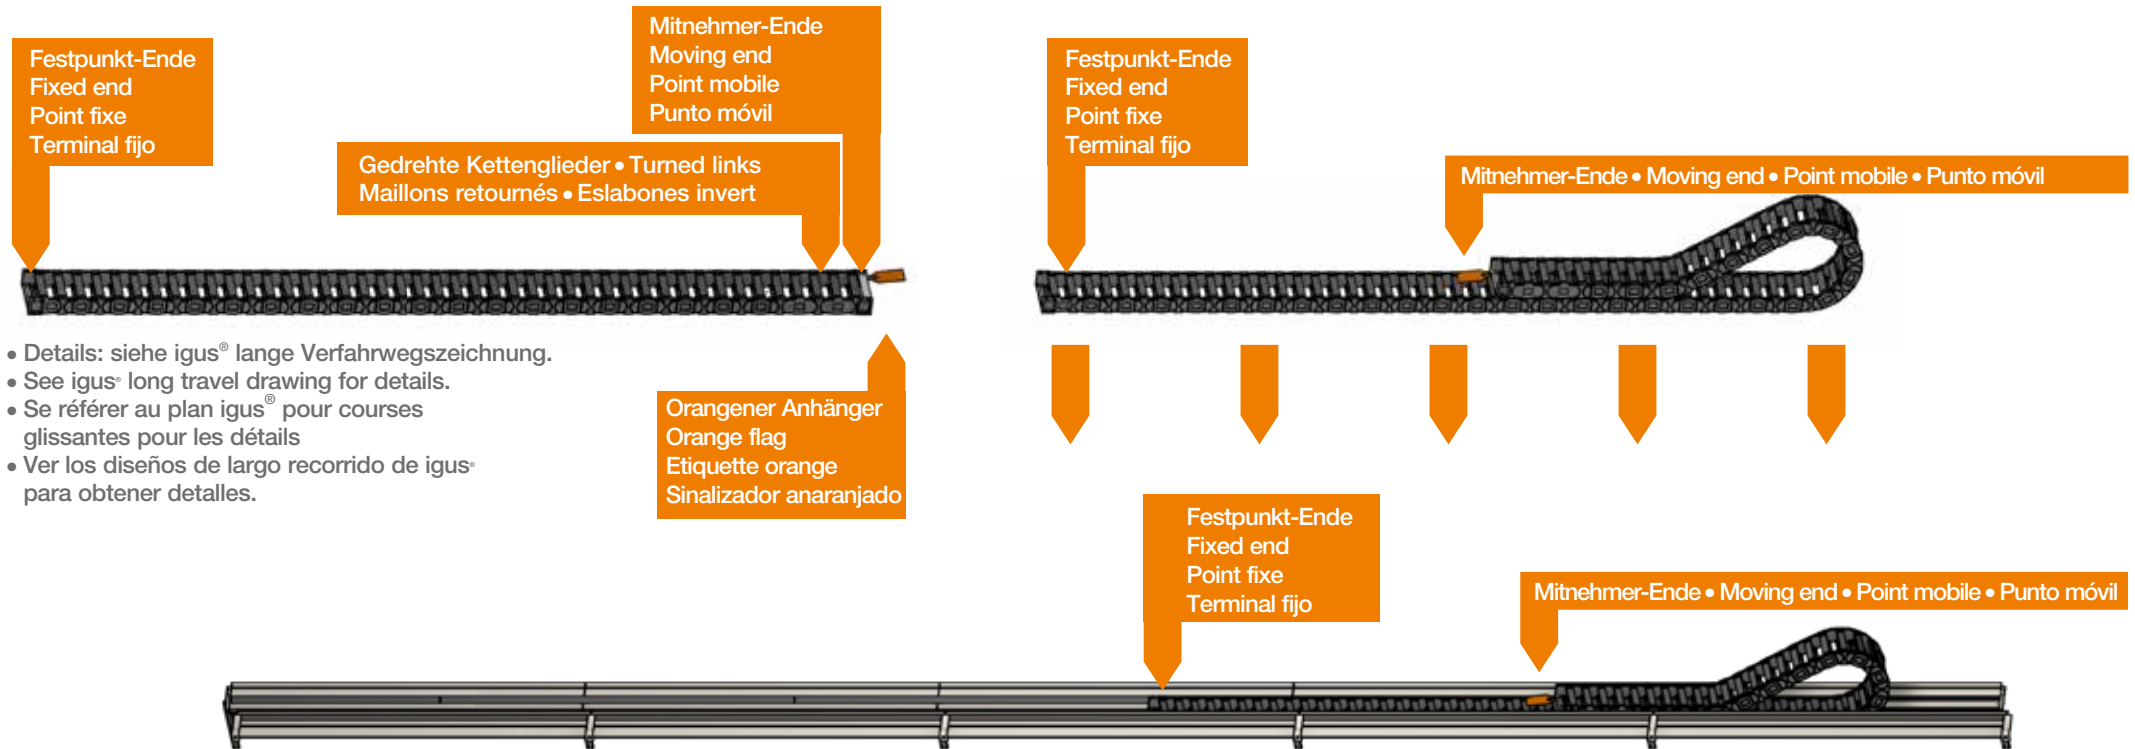 Festpunkt-Ende
Fixed end
Point fixe
Terminal fijo
Mitnehmer-Ende
Moving end
Point mobile
Punto móvil
Gedrehte Kettenglieder • Turned links
Maillons retournés • Eslabones invert
Festpunkt-Ende
Fixed end
Point fixe
Terminal fijo
Mitnehmer-Ende • Moving end • Point mobile • Punto móvil
• Details: siehe igus® lange Verfahrwegszeichnung.
• See igus® long travel drawing for details.
• Se référer au plan igus® pour courses
glissantes pour les détails
• Ver los diseños de largo recorrido de igus®
para obtener detalles.
Orangener Anhänger
Orange flag
Etiquette orange
Sinalizador anaranjado
Festpunkt-Ende
Fixed end
Point fixe
Terminal fijo
Mitnehmer-Ende • Moving end • Point mobile • Punto móvil